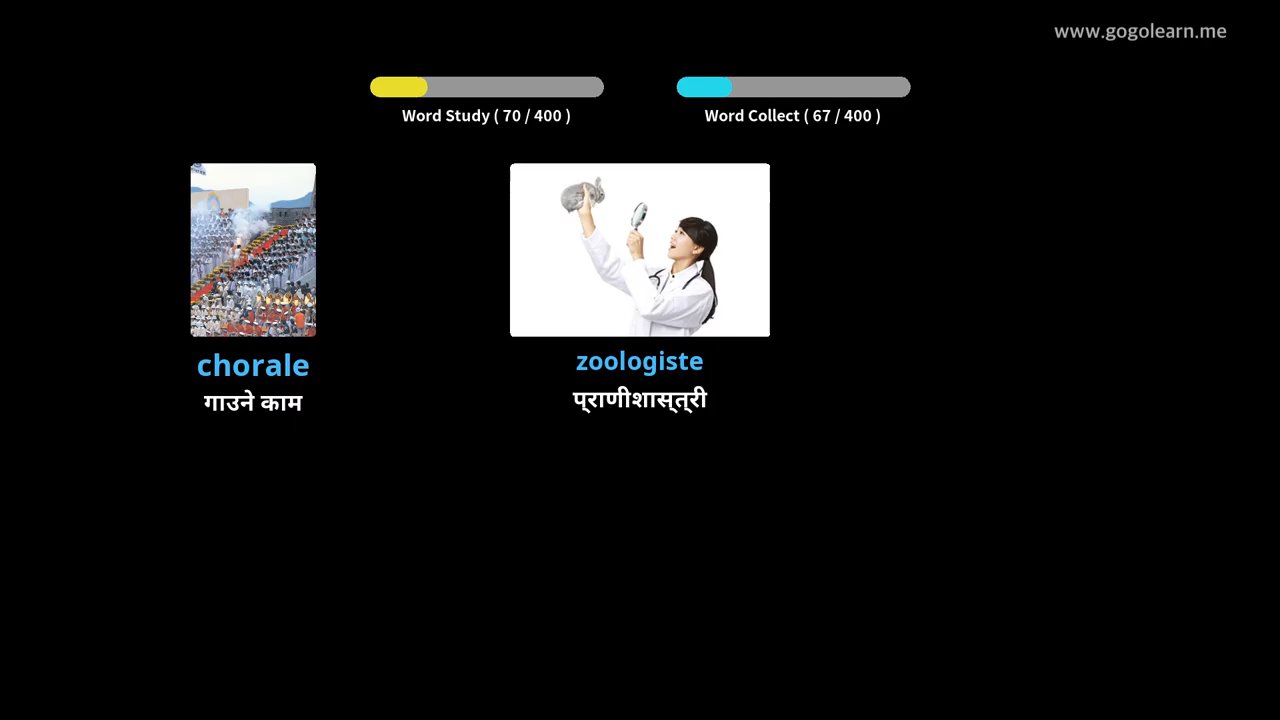 www.gogolearn.me
Word Study ( 70 / 400 )
Word Collect ( 67 / 400 )
chorale
गाउने काम
zoologiste
प्राणीशास्त्री